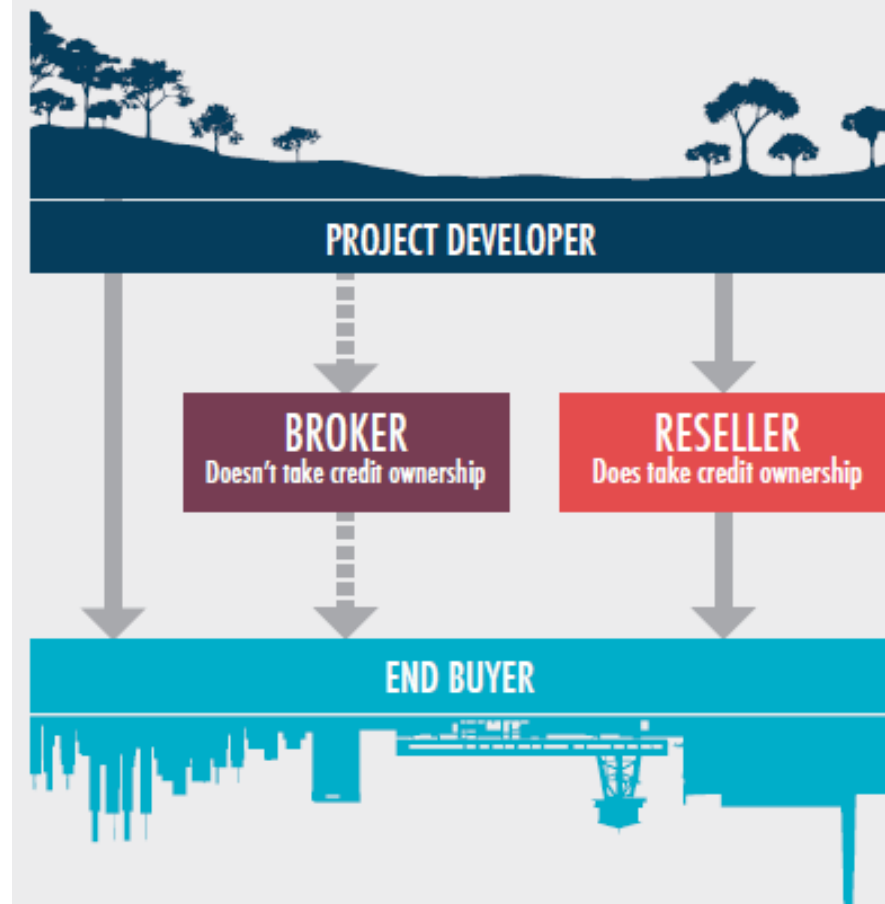 PROJECT DEVELOPER
BROKER
Doesn't take credit ownership
RESELLER
Does take credit ownership
END BUYER